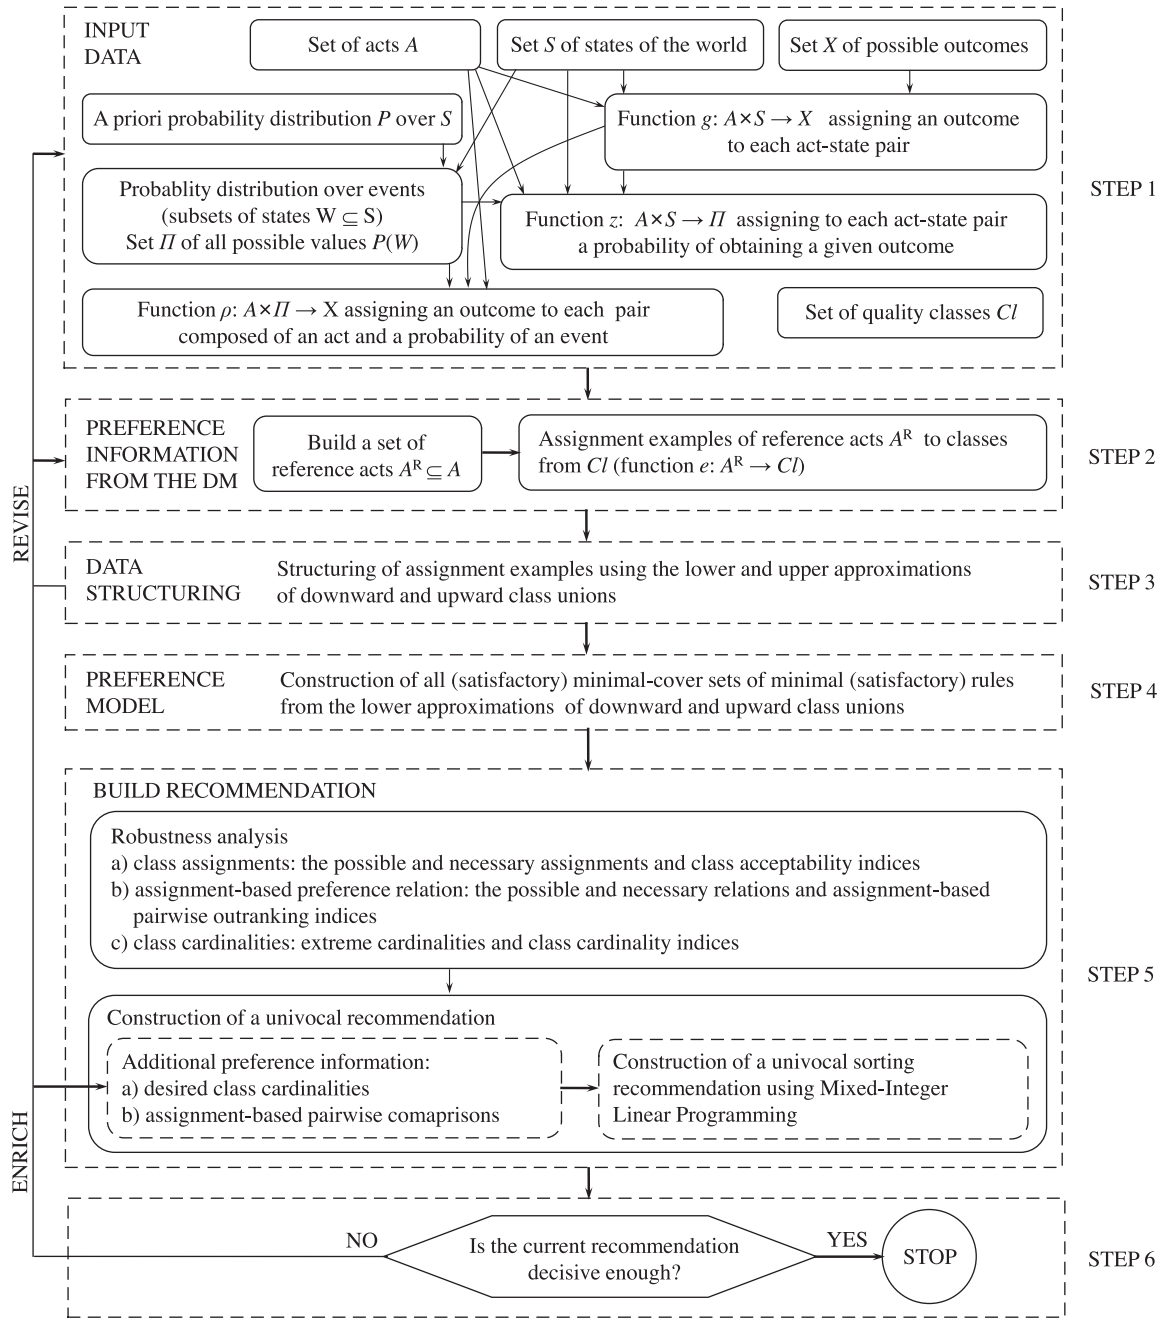 INPUT
DATA
Set of acts A
Set S of states of the world
Set X of possible outcomes
A priori probability distribution P over S
Function g: A×S → X assigning an outcome
to each act-state pair
Probablity distribution over events
(subsets of states W ⊆ S)
Set Π of all possible values P(W)
Function z: A×S → Π assigning to each act-state pair
a probability of obtaining a given outcome
Function ρ: A×Π → X assigning an outcome to each pair
composed of an act and a probability of an event
Set of quality classes Cl
STEP 1
PREFERENCE
INFORMATION
FROM THE DM
Build a set of
reference acts Aᴿ ⊆ A
Assignment examples of reference acts Aᴿ to classes
from Cl (function e: Aᴿ → Cl)
STEP 2
REVISE
DATA
STRUCTURING
Structuring of assignment examples using the lower and upper approximations
of downward and upward class unions
STEP 3
PREFERENCE
MODEL
Construction of all (satisfactory) minimal-cover sets of minimal (satisfactory) rules
from the lower approximations of downward and upward class unions
STEP 4
BUILD RECOMMENDATION
Robustness analysis
a) class assignments: the possible and necessary assignments and class acceptability indices
b) assignment-based preference relation: the possible and necessary relations and assignment-based
pairwise outranking indices
c) class cardinalities: extreme cardinalities and class cardinality indices
STEP 5
Construction of a univocal recommendation
Additional preference information:
a) desired class cardinalities
b) assignment-based pairwise comaprisons
Construction of a univocal sorting
recommendation using Mixed-Integer
Linear Programming
ENRICH
NO
Is the current recommendation
decisive enough?
YES
STOP
STEP 6